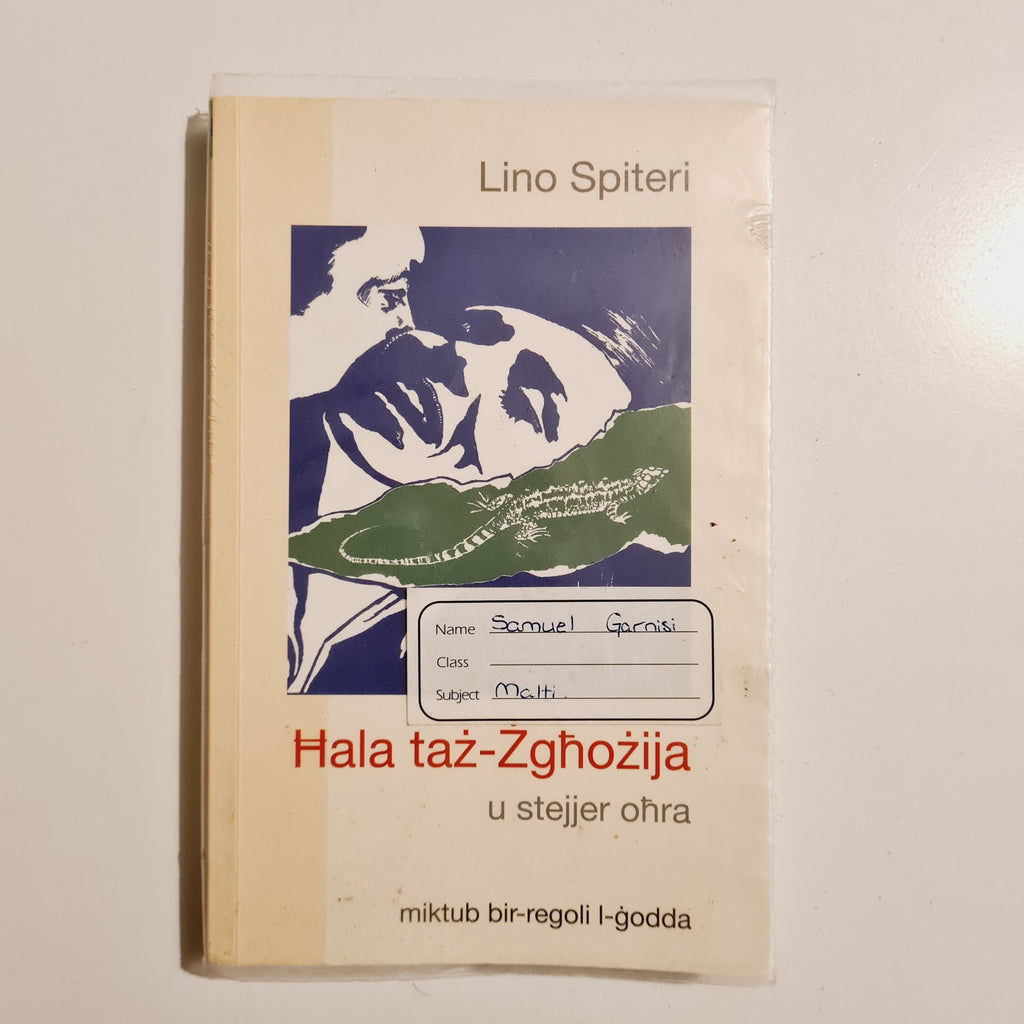 Lino Spiteri
Name Samuel Garnisi
Class
Subject Malti.
Ħala taż-Żgħożija
u stejjer oħra
miktub bir-regoli l-ġodda